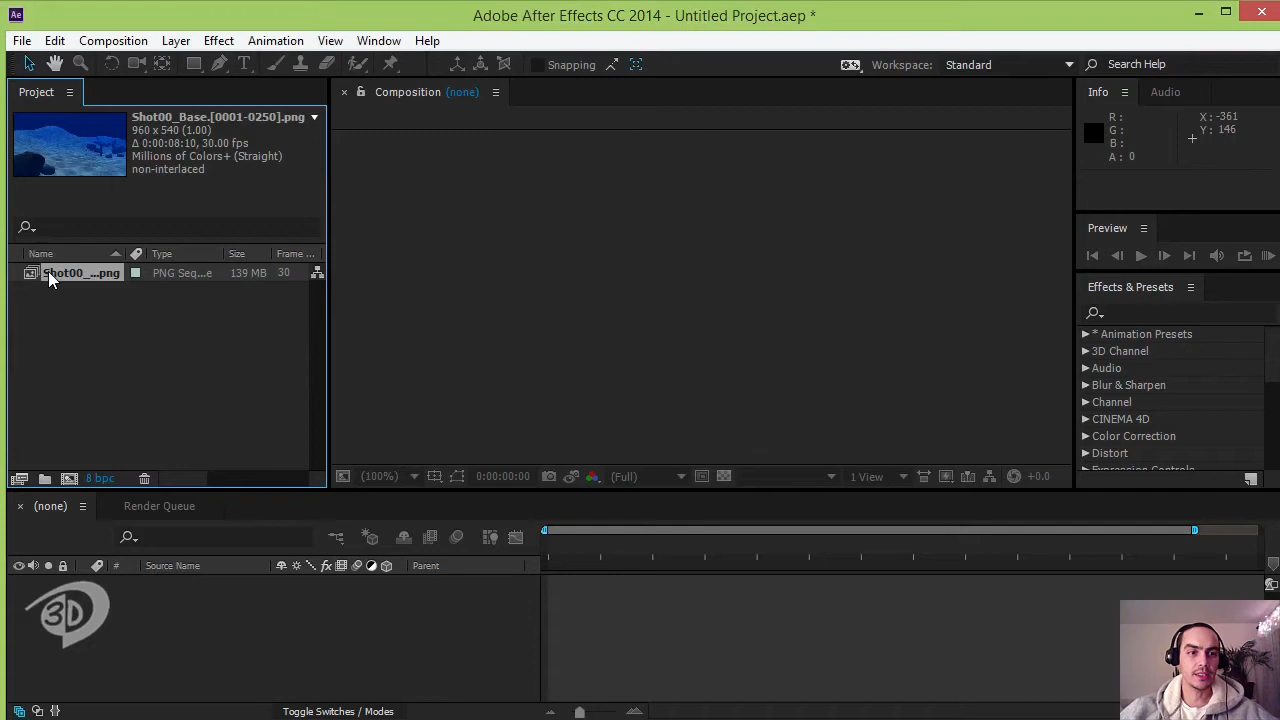 Ae
Adobe After Effects CC 2014 - Untitled Project.aep *
File Edit Composition Layer Effect Animation View Window Help
T Snapping Workspace: Standard Search Help
Project
Shot00_Base.[0001-0250].png
960 x 540 (1.00)
Δ 0:00:08:10, 30.00 fps
Millions of Colors+ (Straight)
non-interlaced
Name Type Size Frame ...
Shot00_...png PNG Seq...e 139 MB 30
8 bpc
Composition (none)
(100%) 0:00:00:00 (Full) 1 View +0.0
Info Audio
R : X : -361
G : Y : 146
B :
A : 0
Preview
Effects & Presets
* Animation Presets
3D Channel
Audio
Blur & Sharpen
Channel
CINEMA 4D
Color Correction
Distort
Expression Controls
(none) Render Queue
# Source Name fx Parent
3D
Toggle Switches / Modes